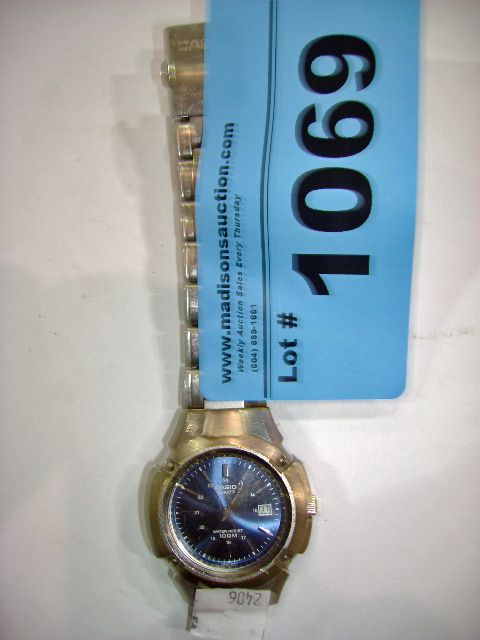 Lot # 1069
www.madisonsauction.com
Weekly Auction Sales Every Thursday
(604) 859-1661
CASIO
WATER RESIST
100M
2406